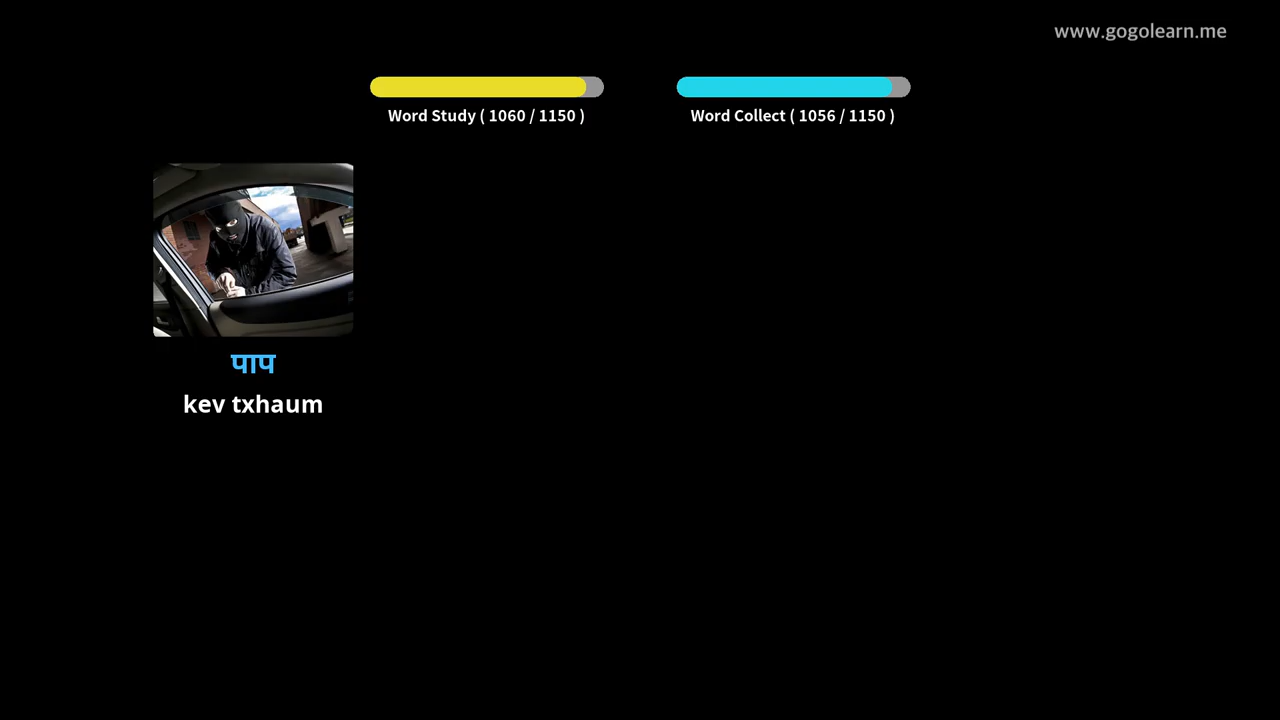 www.gogolearn.me
Word Study ( 1060 / 1150 )
Word Collect ( 1056 / 1150 )
पाप
kev txhaum